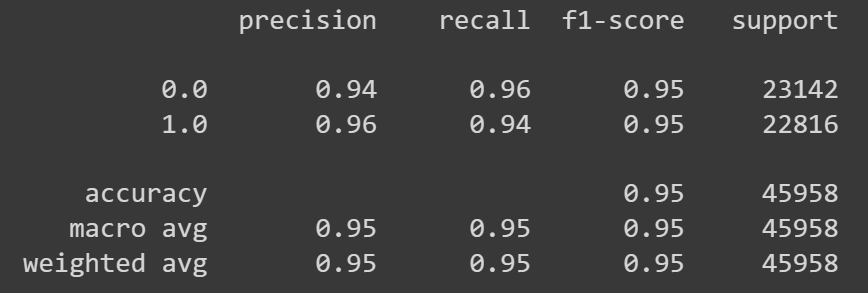 precision recall f1-score support
0.0 0.94 0.96 0.95 23142
1.0 0.96 0.94 0.95 22816
accuracy 0.95 45958
macro avg 0.95 0.95 0.95 45958
weighted avg 0.95 0.95 0.95 45958